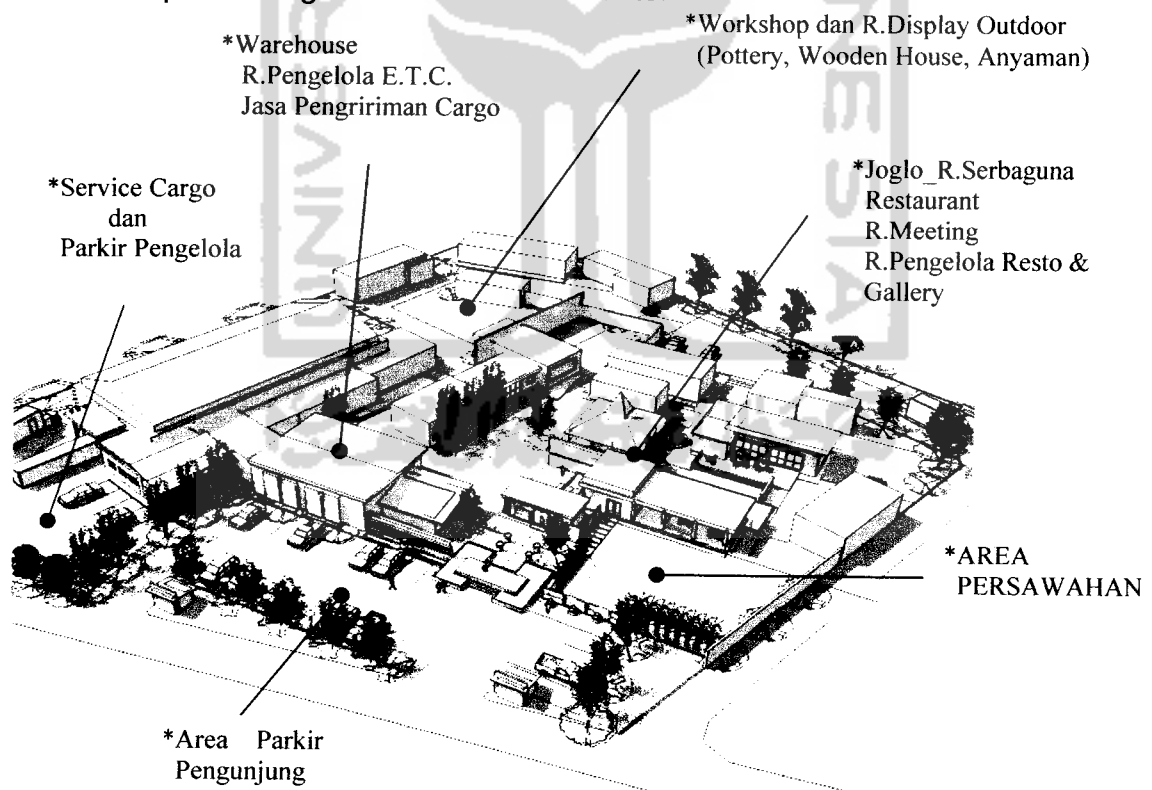 *Workshop dan R.Display Outdoor
(Pottery, Wooden House, Anyaman)
*Warehouse
R.Pengelola E.T.C.
Jasa Pengririman Cargo
*Service Cargo
dan
Parkir Pengelola
*Joglo_R.Serbaguna
Restaurant
R.Meeting
R.Pengelola Resto &
Gallery
*AREA
PERSAWAHAN
*Area Parkir
Pengunjung